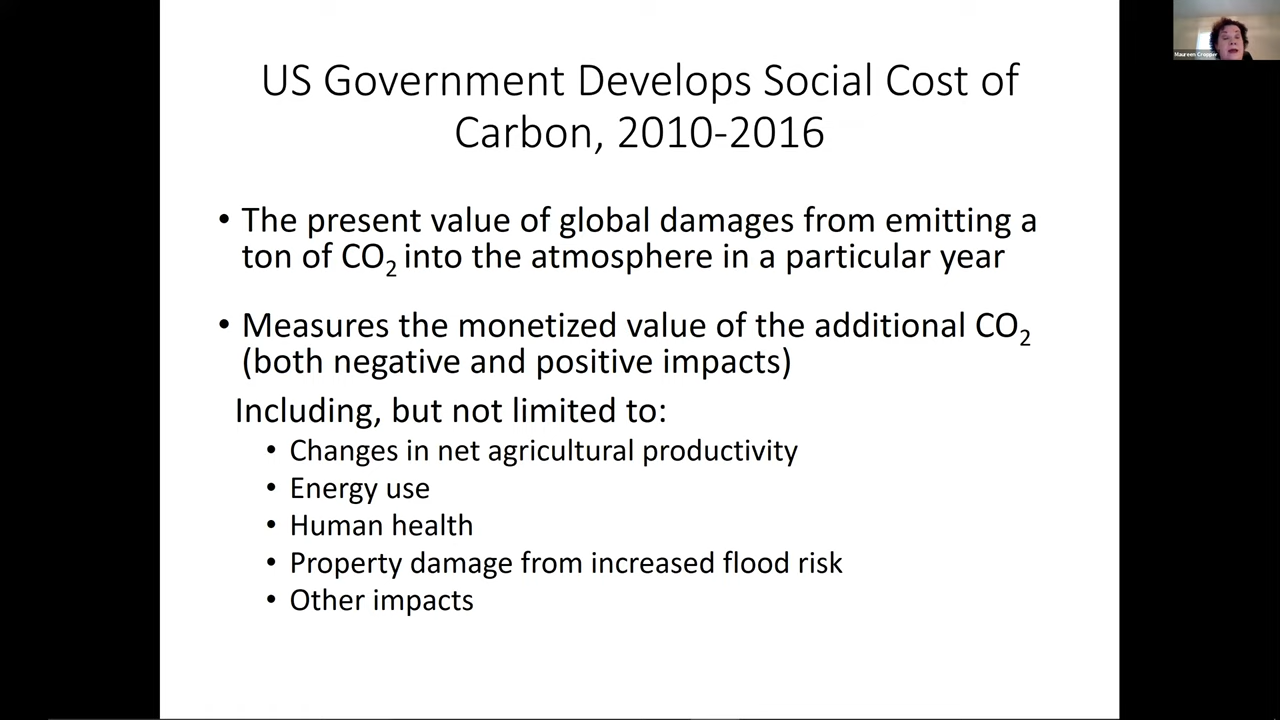 Maureen Cropper
US Government Develops Social Cost of
Carbon, 2010-2016
• The present value of global damages from emitting a
ton of CO₂ into the atmosphere in a particular year
• Measures the monetized value of the additional CO₂
(both negative and positive impacts)
Including, but not limited to:
• Changes in net agricultural productivity
• Energy use
• Human health
• Property damage from increased flood risk
• Other impacts